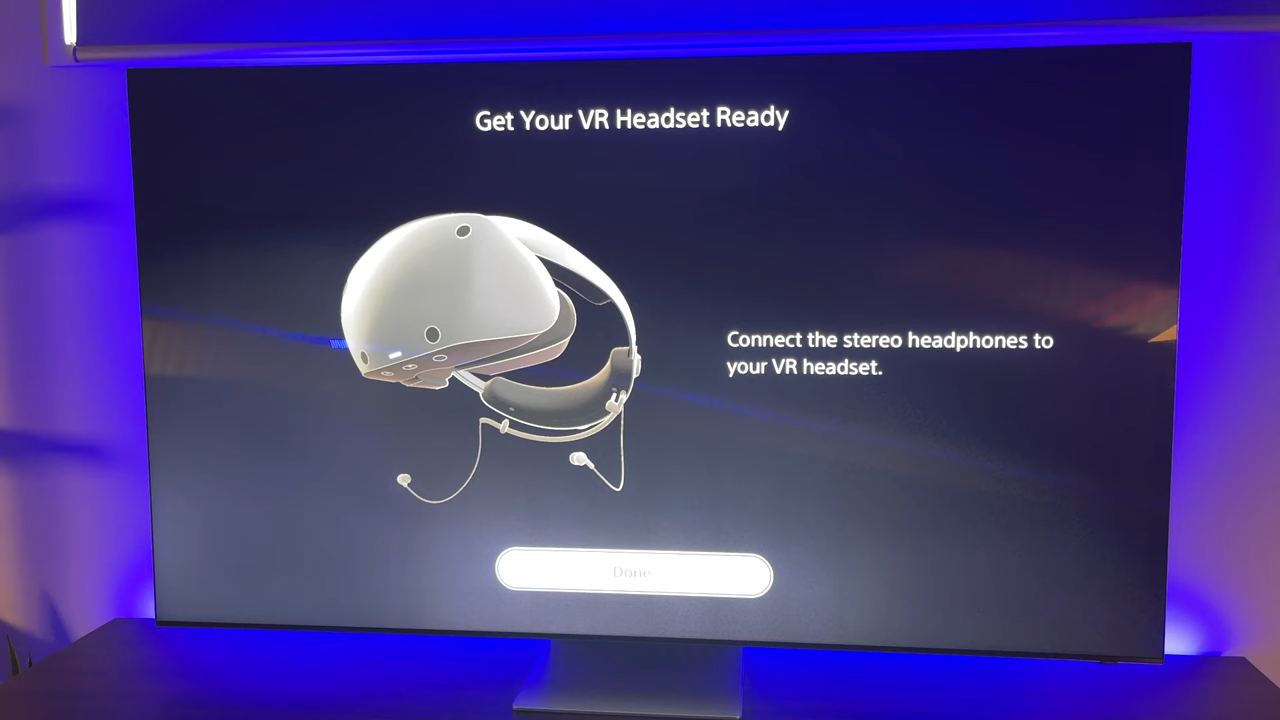 Get Your VR Headset Ready
Connect the stereo headphones to
your VR headset.
Done